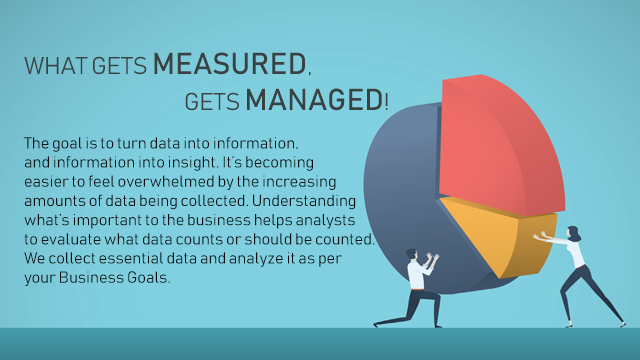 WHAT GETS MEASURED,
GETS MANAGED!
The goal is to turn data into information,
and information into insight. It's becoming
easier to feel overwhelmed by the increasing
amounts of data being collected. Understanding
what's important to the business helps analysts
to evaluate what data counts or should be counted.
We collect essential data and analyze it as per
your Business Goals.